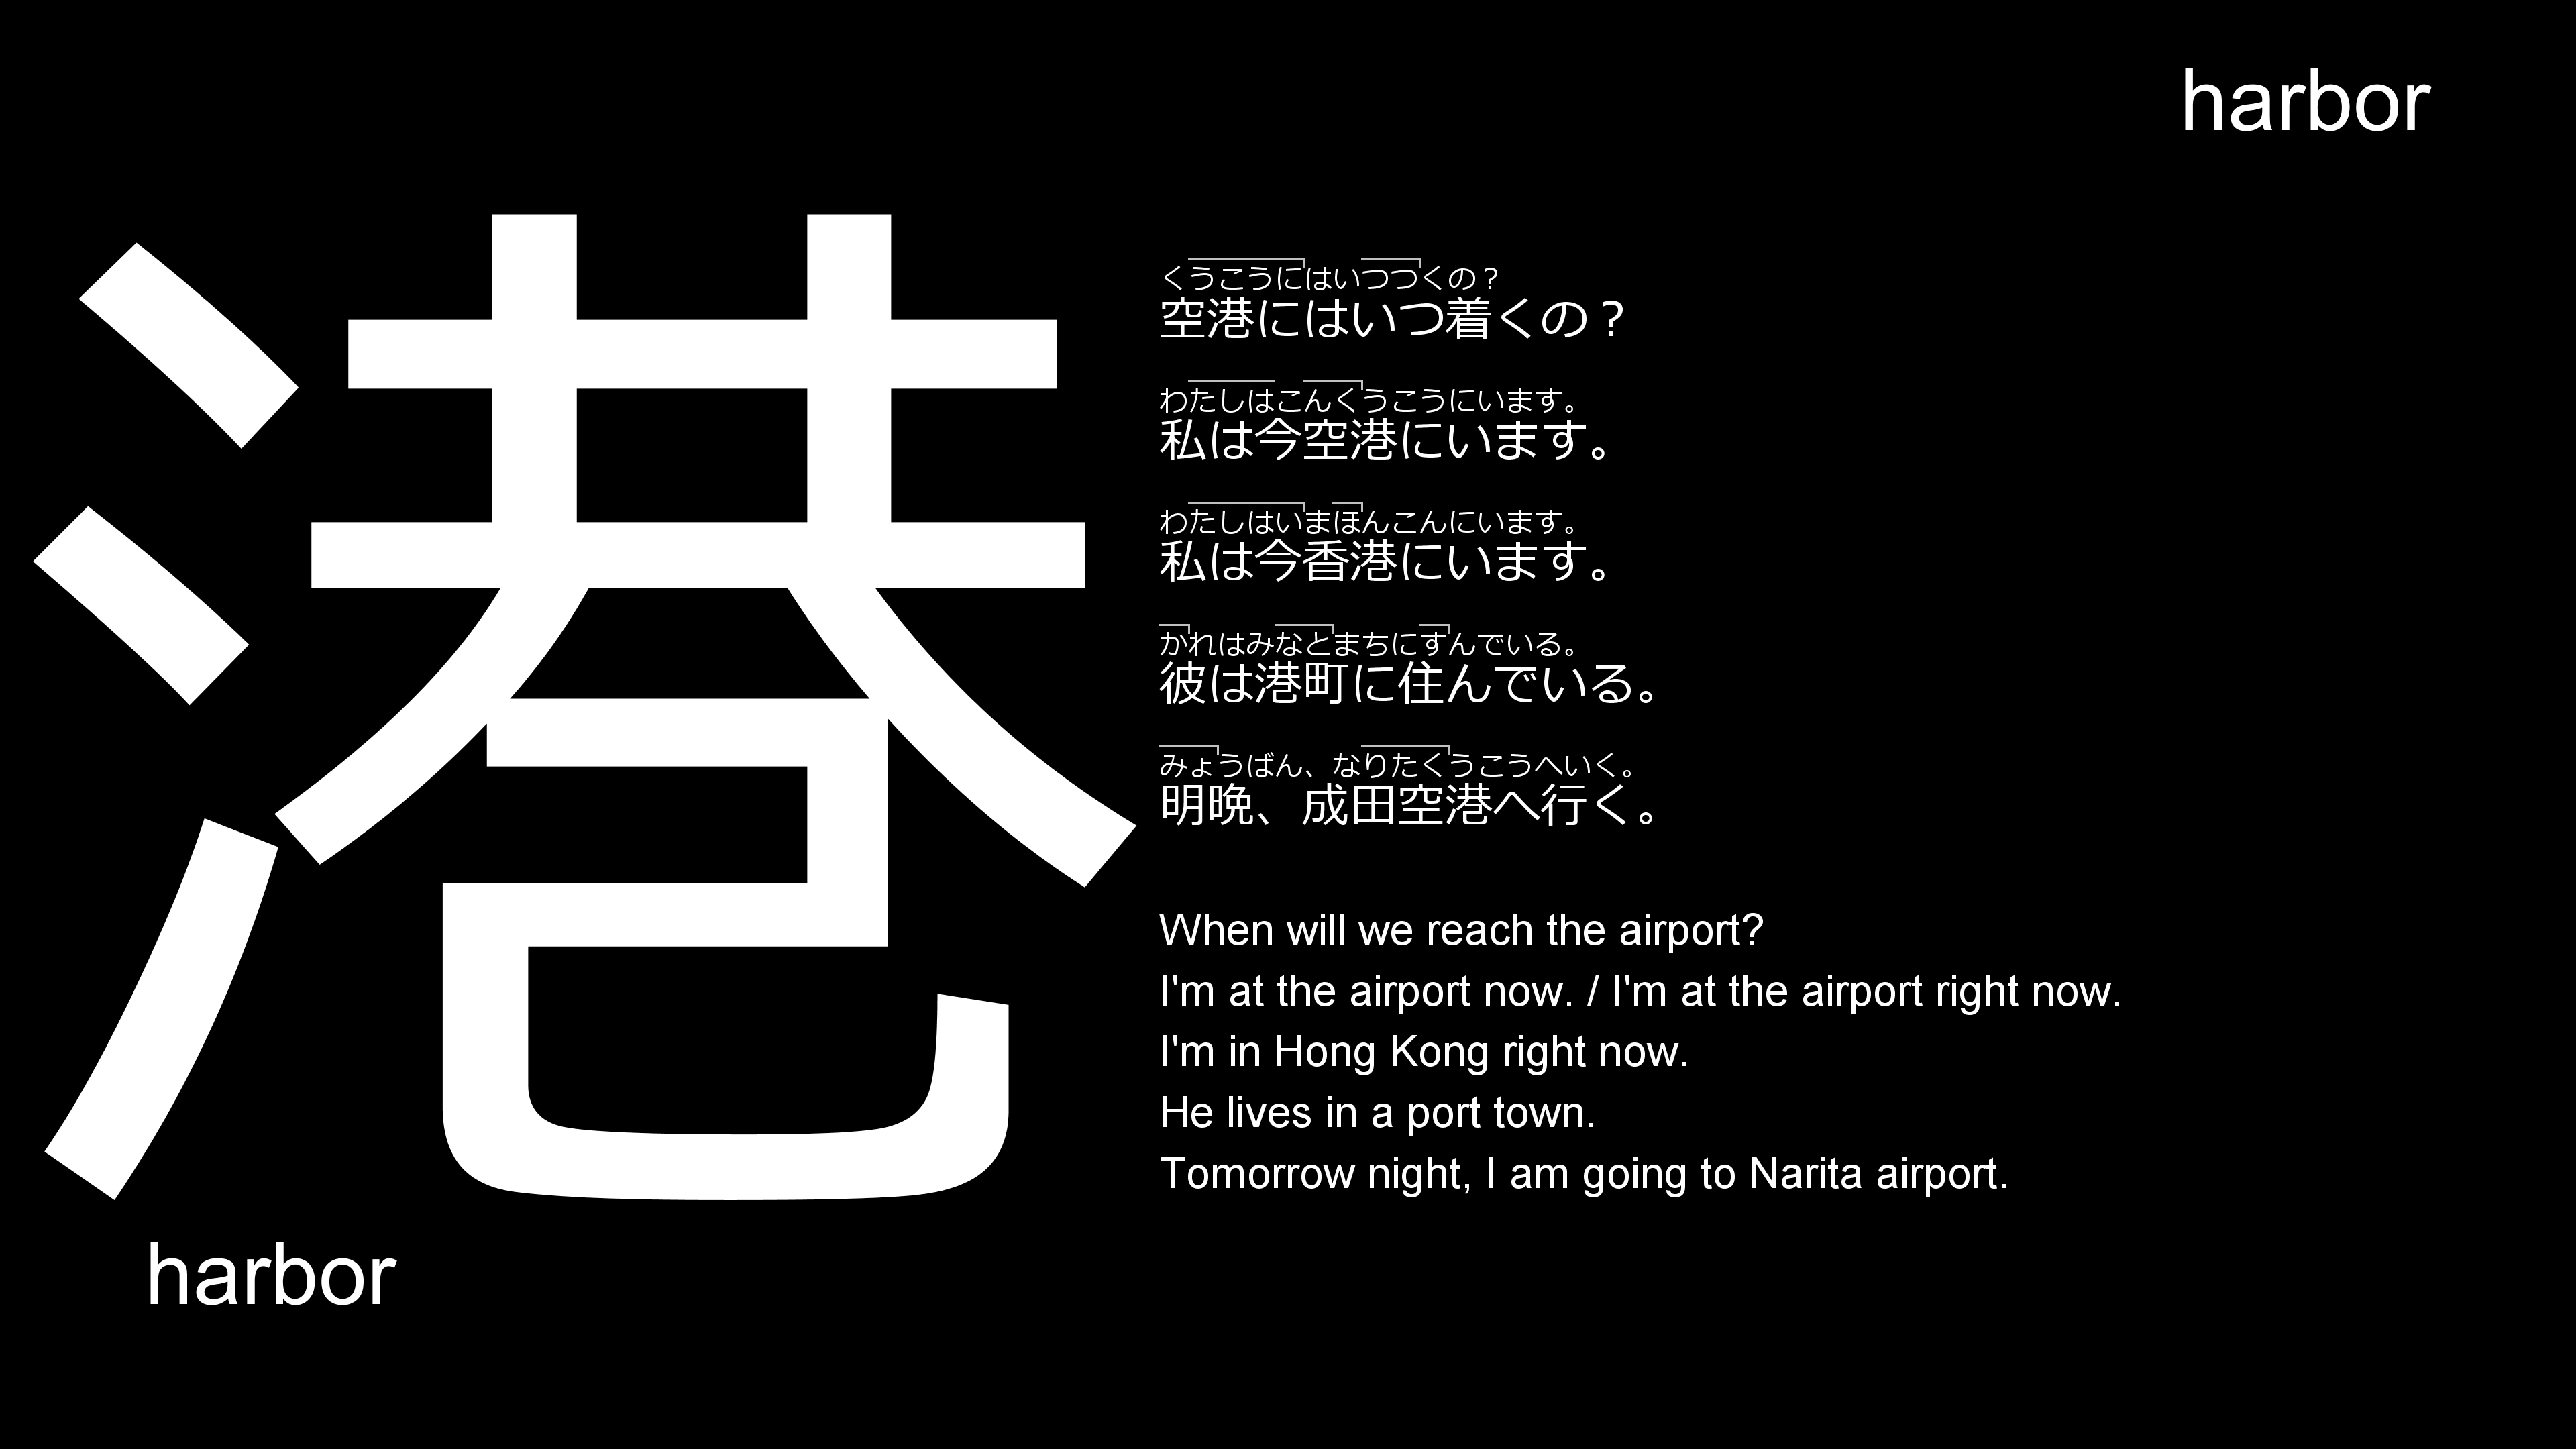 harbor
港
くうこうにはいつつくの？
空港にはいつ着くの？
わたしはこんくうこうにいます。
私は今空港にいます。
わたしはいまほんこんにいます。
私は今香港にいます。
かれはみなとまちにすんでいる。
彼は港町に住んでいる。
みょうばん、なりたくうこうへいく。
明晩、成田空港へ行く。
When will we reach the airport?
I'm at the airport now. / I'm at the airport right now.
I'm in Hong Kong right now.
He lives in a port town.
Tomorrow night, I am going to Narita airport.
harbor